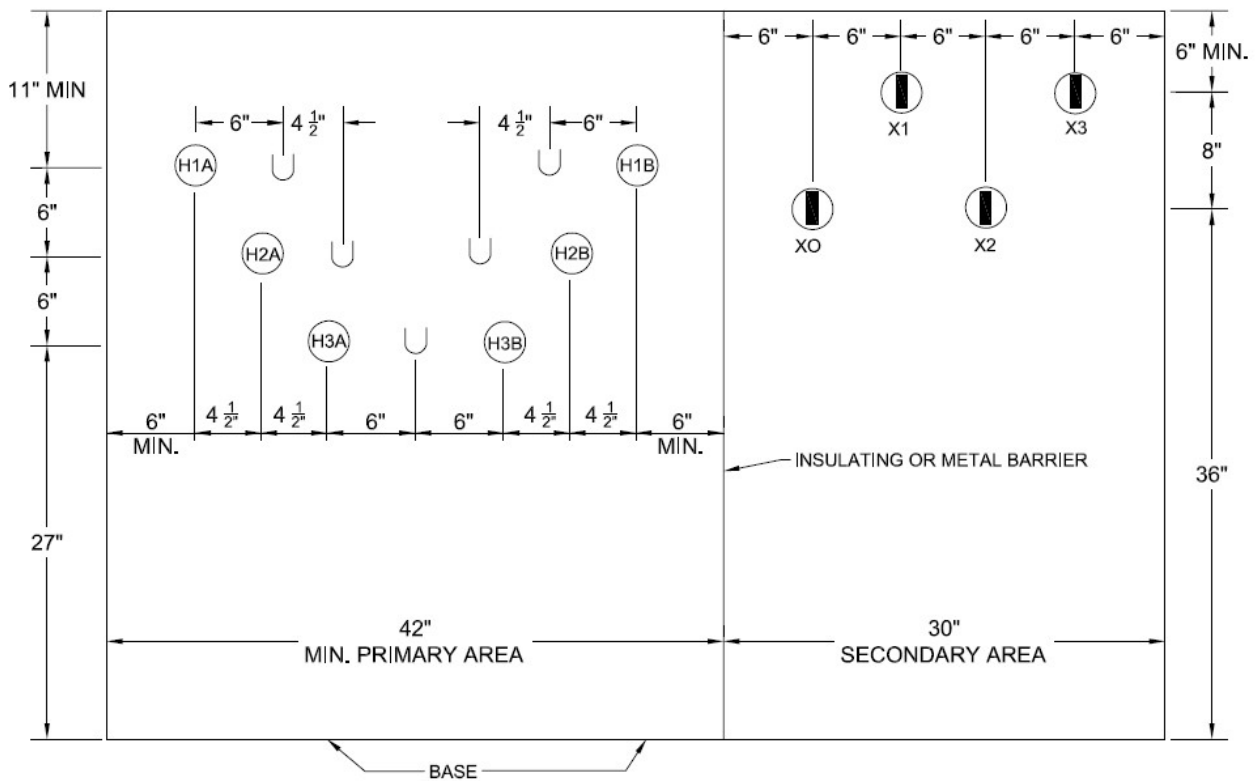 6" 6" 6" 6" 6"
6" MIN.
11" MIN
6" 4 1/2" 4 1/2" 6"
X1 X3
8"
H1A H1B
6"
XO X2
H2A H2B
6"
H3A H3B
6" 4 1/2" 4 1/2" 6" 6" 4 1/2" 4 1/2" 6"
MIN. MIN.
INSULATING OR METAL BARRIER
36"
27"
42" 30"
MIN. PRIMARY AREA SECONDARY AREA
BASE